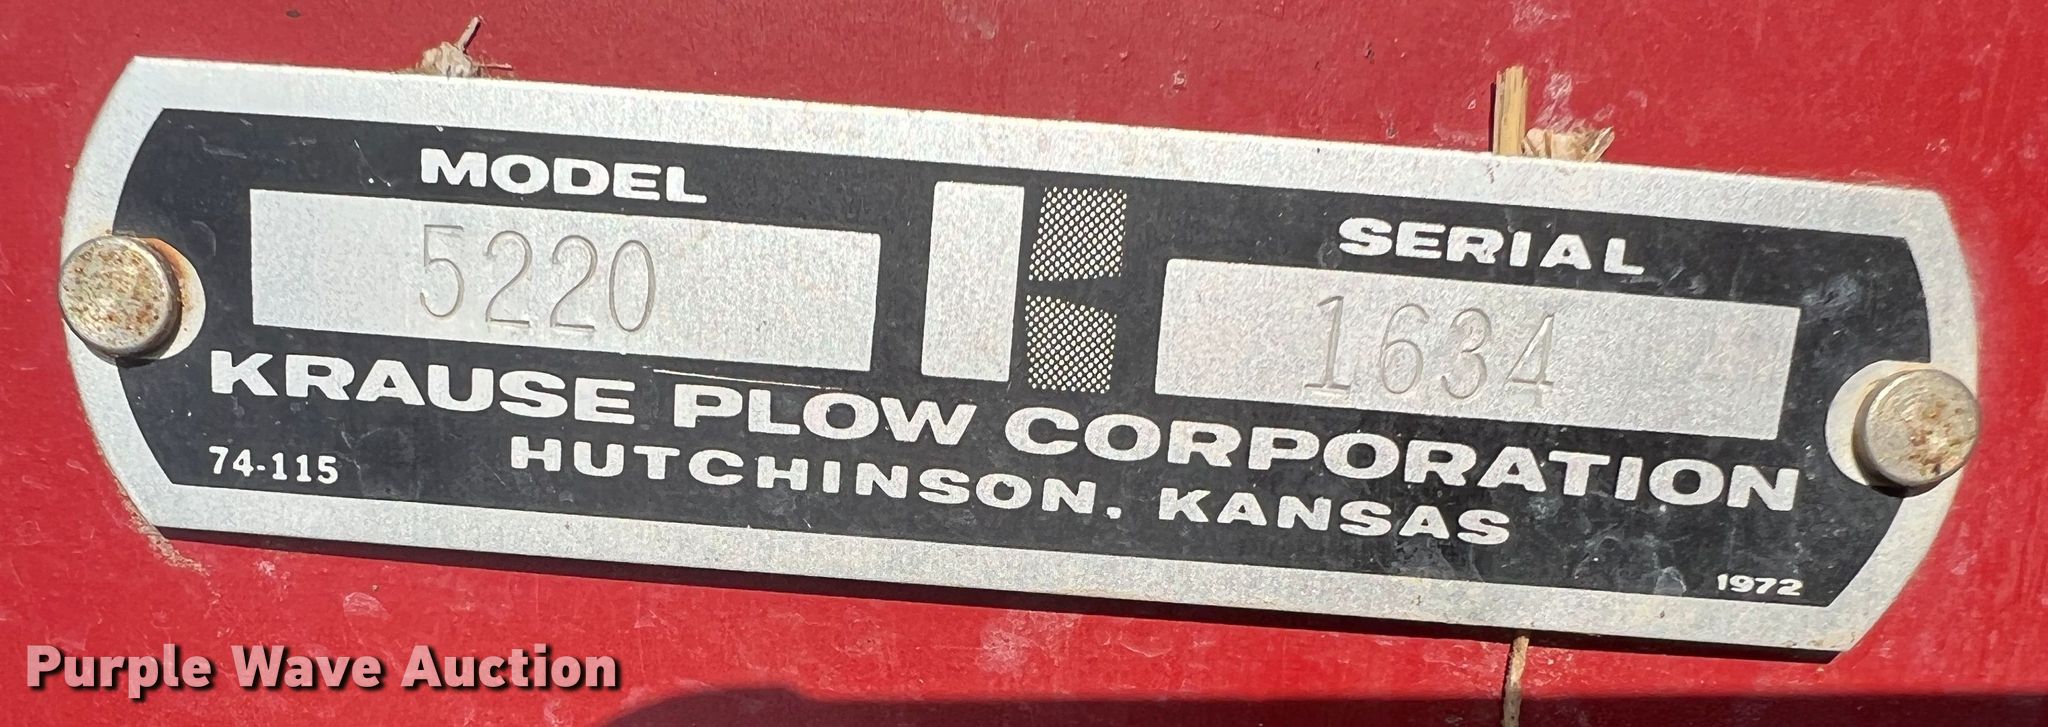 MODEL
5220
SERIAL
1634
KRAUSE PLOW CORPORATION
HUTCHINSON, KANSAS
74-115
1972
Purple Wave Auction